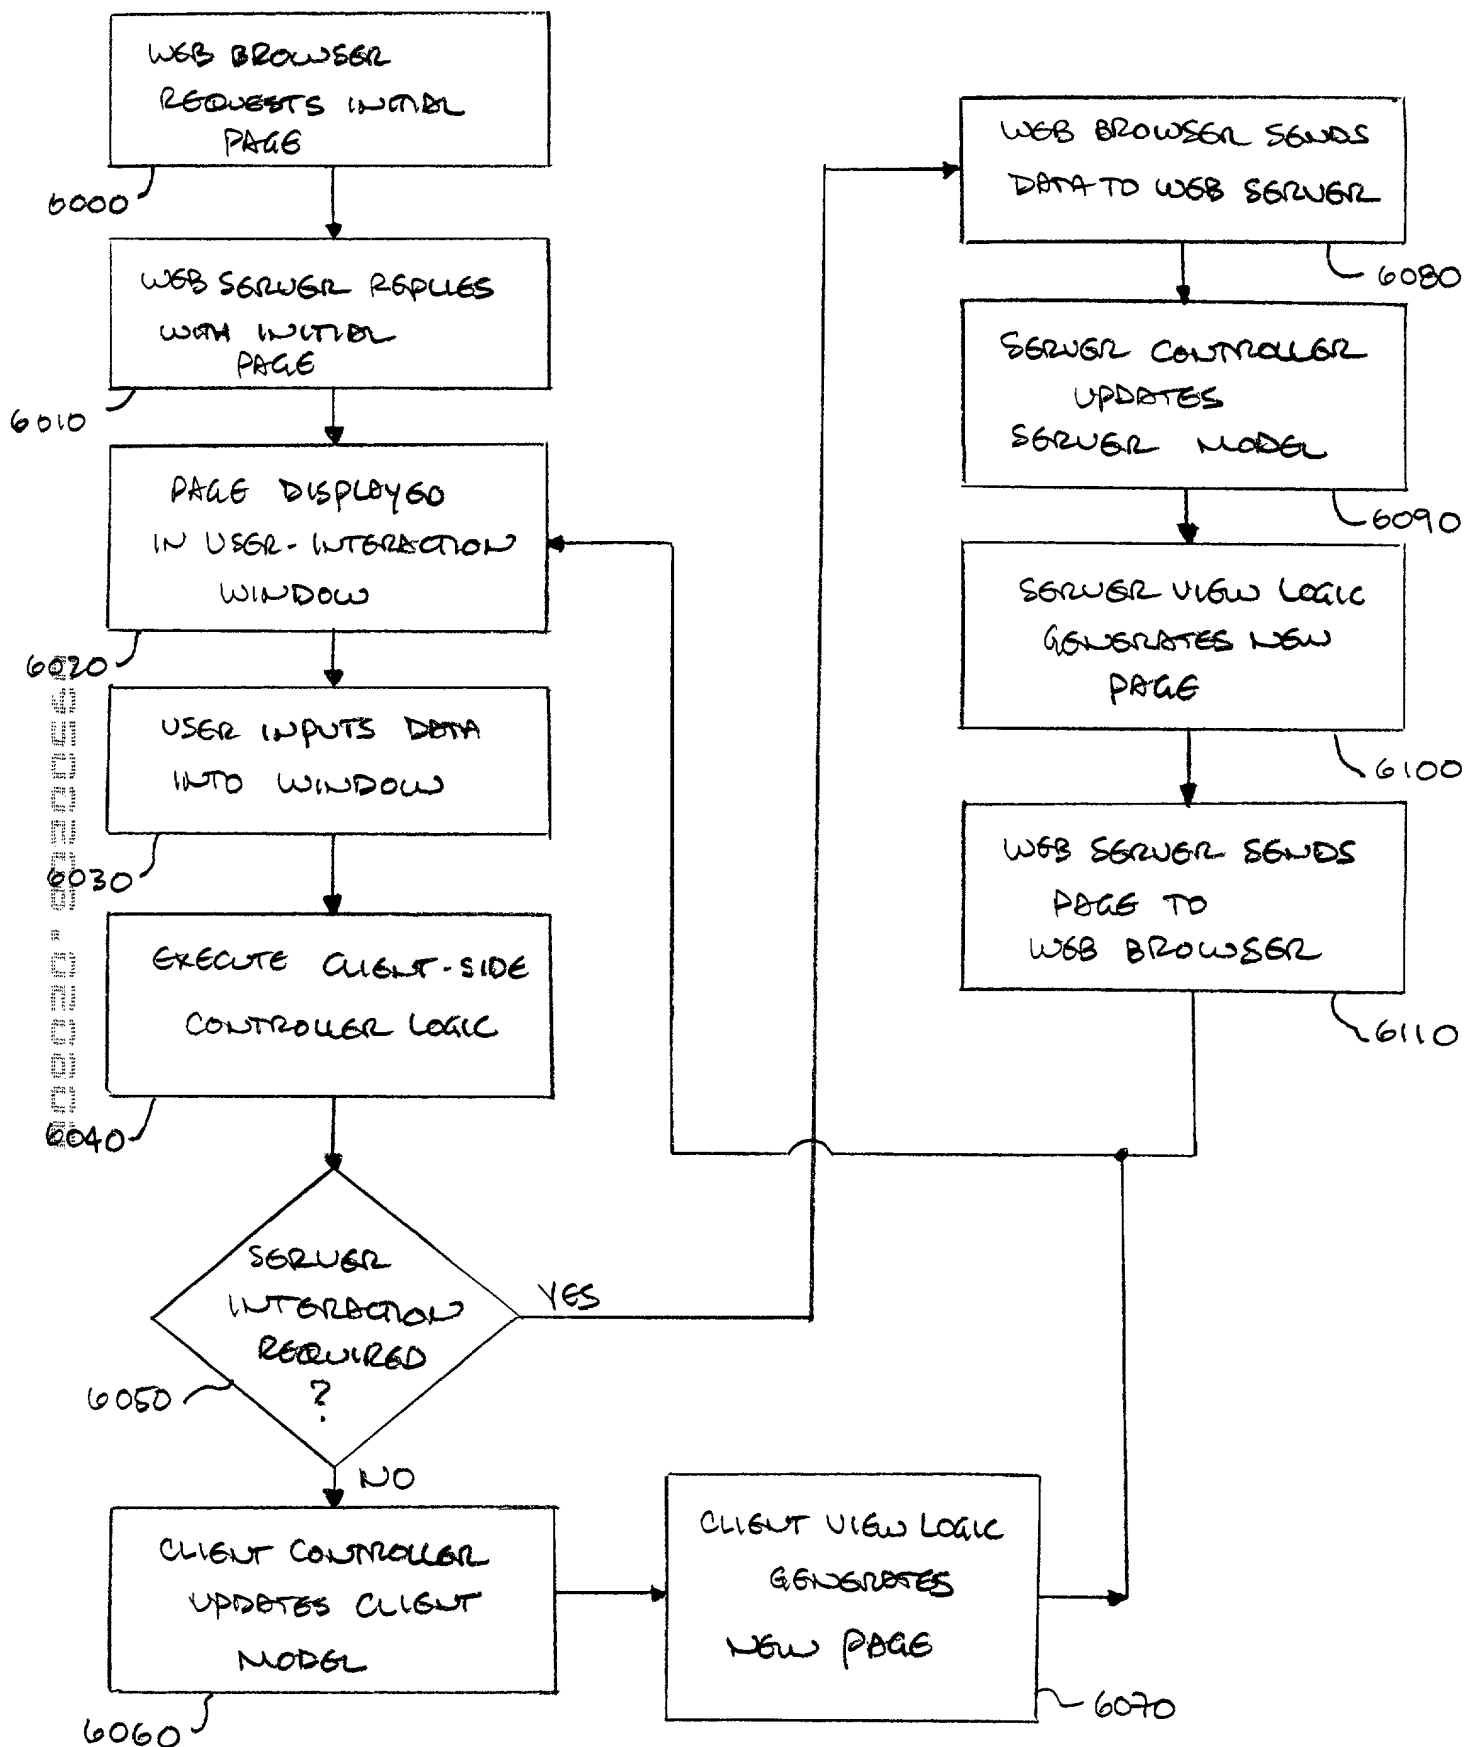 WEB BROWSER
REQUESTS INITIAL
PAGE
6000
WEB SERVER REPLIES
WITH INITIAL
PAGE
6010
PAGE DISPLAYED
IN USER-INTERACTION
WINDOW
6020
USER INPUTS DATA
INTO WINDOW
6030
EXECUTE CLIENT-SIDE
CONTROLLER LOGIC
6040
SERVER
INTERACTION
REQUIRED
?
6050
YES
NO
CLIENT CONTROLLER
UPDATES CLIENT
MODEL
6060
CLIENT VIEW LOGIC
GENERATES
NEW PAGE
6070
WEB BROWSER SENDS
DATA TO WEB SERVER
6080
SERVER CONTROLLER
UPDATES
SERVER MODEL
6090
SERVER VIEW LOGIC
GENERATES NEW
PAGE
6100
WEB SERVER SENDS
PAGE TO
WEB BROWSER
6110